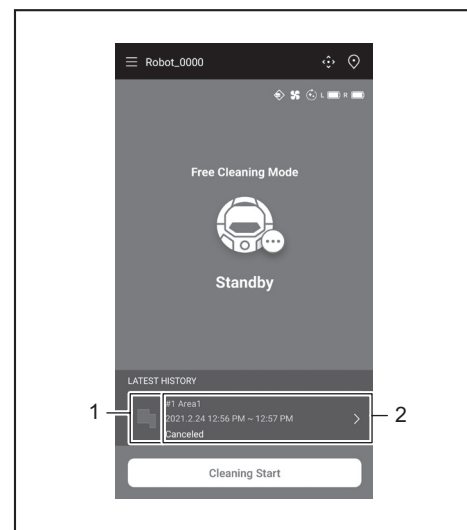 Robot_0000
L R
Free Cleaning Mode
Standby
LATEST HISTORY
#1 Area1
2021.2.24 12:56 PM ~ 12:57 PM
Canceled
1
2
Cleaning Start